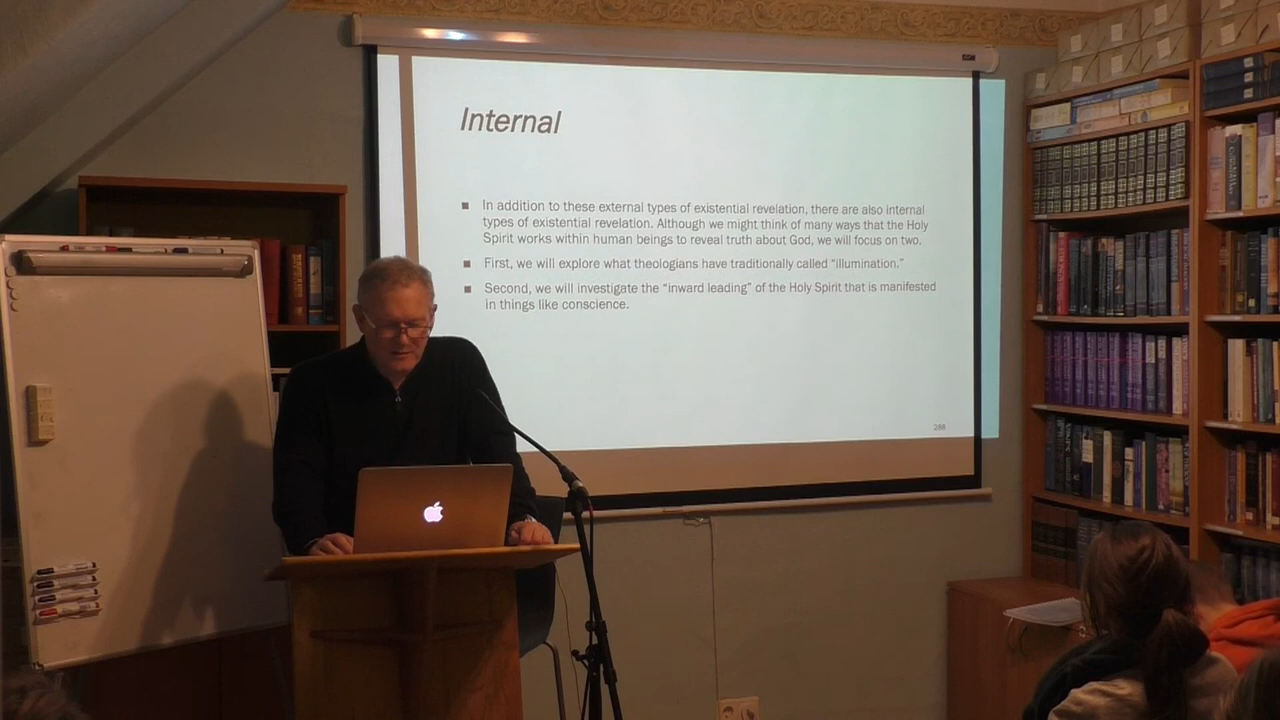 Internal
In addition to these external types of existential revelation, there are also internal
types of existential revelation. Although we might think of many ways that the Holy
Spirit works within human beings to reveal truth about God, we will focus on two.
First, we will explore what theologians have traditionally called “illumination.”
Second, we will investigate the “inward leading” of the Holy Spirit that is manifested
in things like conscience.
288